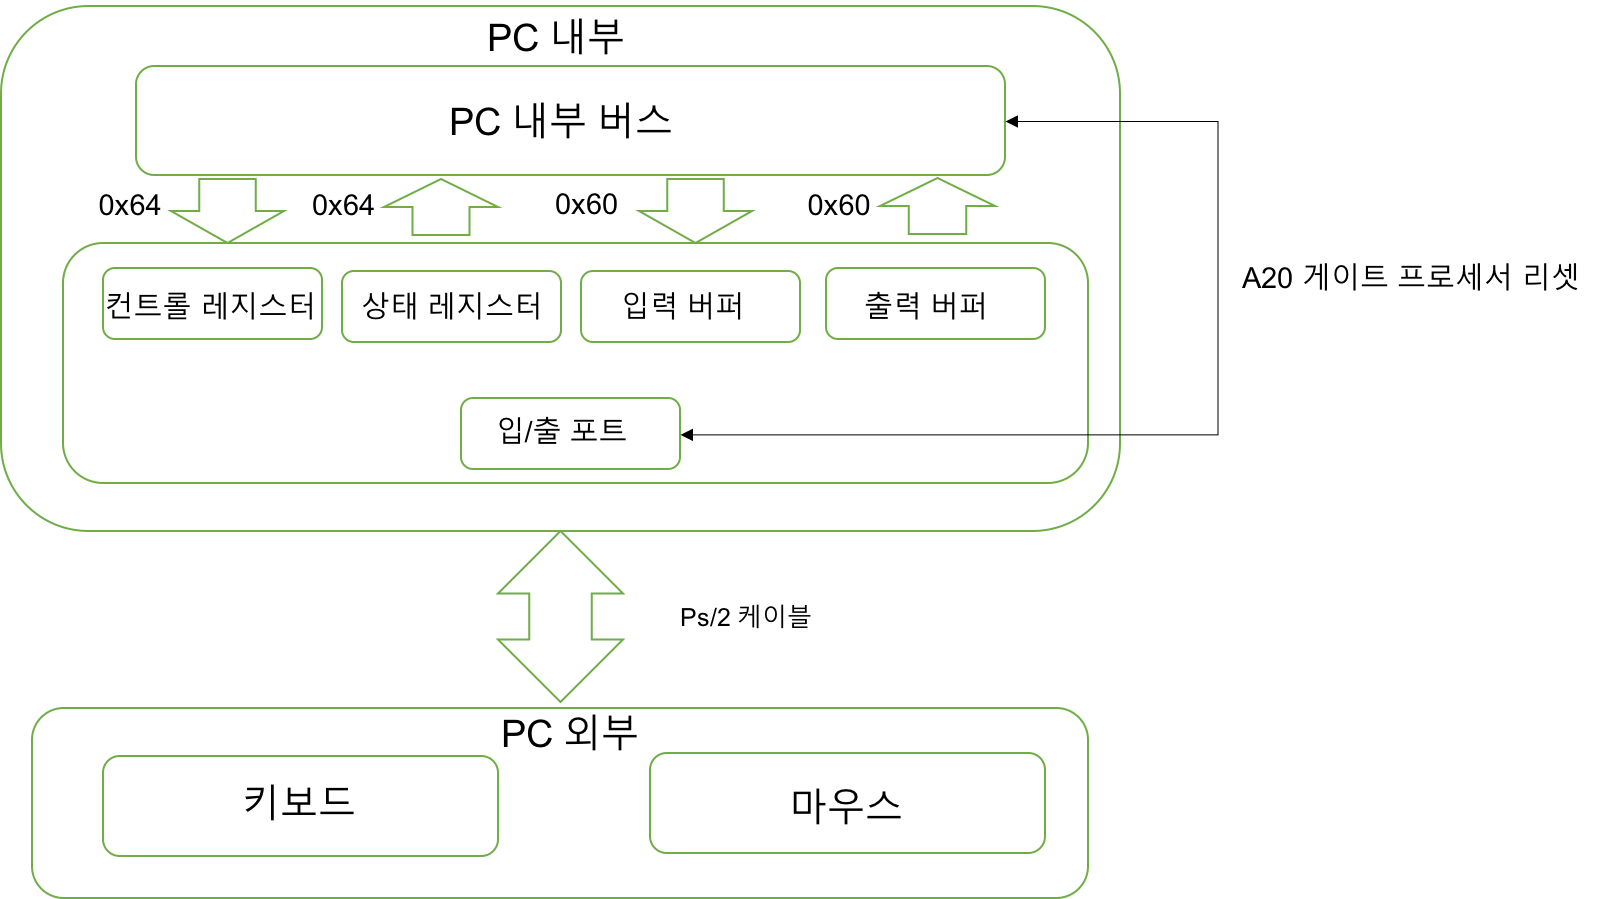 PC 내부
PC 내부 버스
0x64
0x64
0x60
0x60
컨트롤 레지스터
상태 레지스터
입력 버퍼
출력 버퍼
A20 게이트 프로세서 리셋
입/출 포트
Ps/2 케이블
PC 외부
키보드
마우스